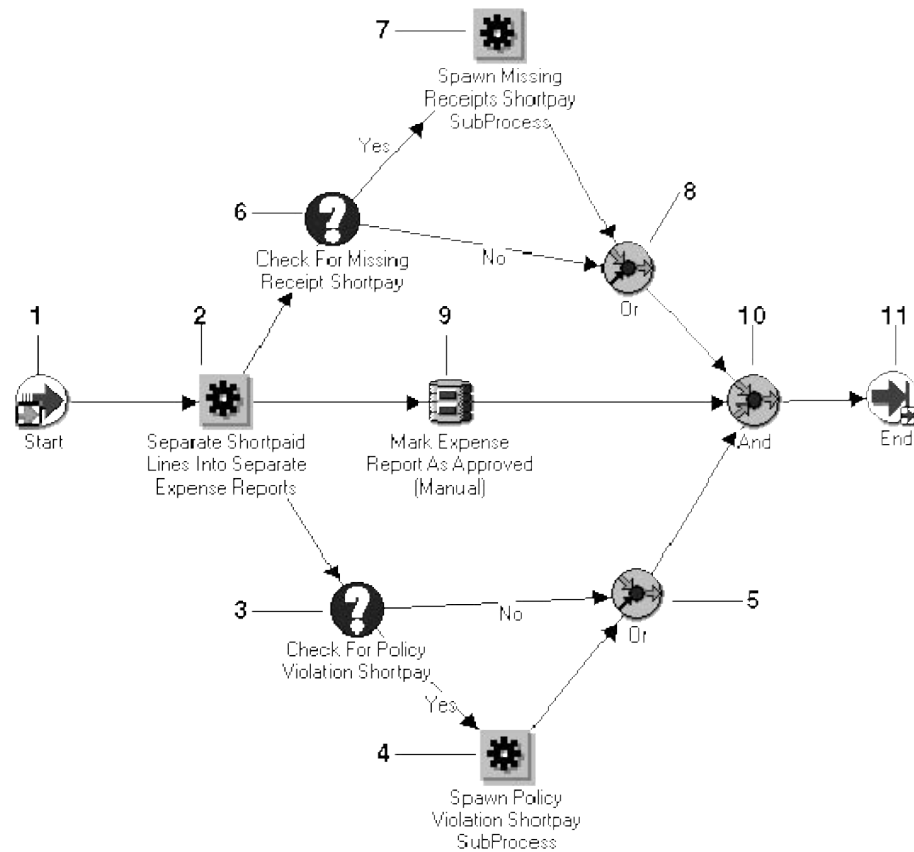 7
Spawn Missing
Receipts Shortpay
SubProcess
Yes
6
8
Check For Missing
Receipt Shortpay
No
Or
1
2
9
10
11
Start
Separate Shortpaid
Lines Into Separate
Expense Reports
Mark Expense
Report As Approved
(Manual)
And
End
3
No
5
Or
Check For Policy
Violation Shortpay
Yes
4
Spawn Policy
Violation Shortpay
SubProcess